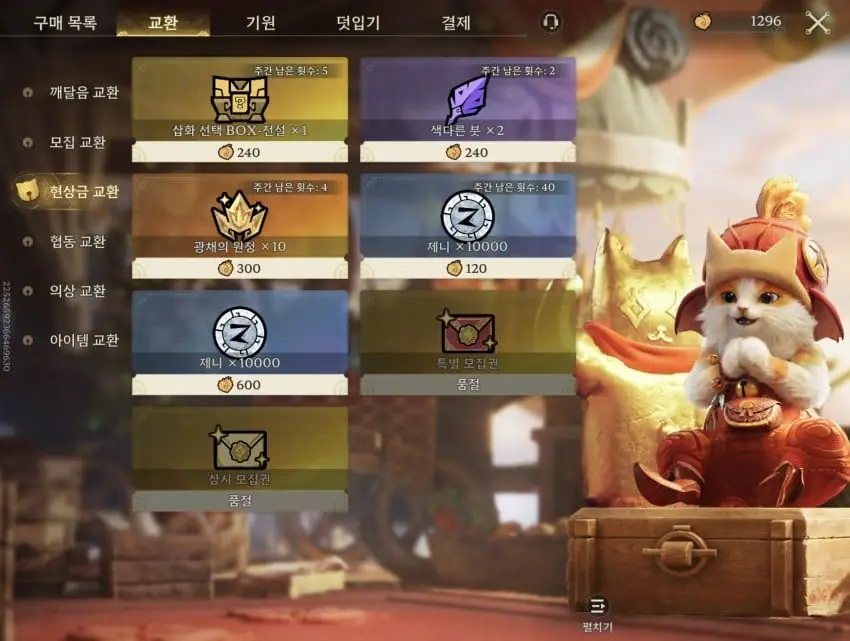 구매 목록
교환
기원
덧입기
결제
1296
깨달음 교환
모집 교환
현상금 교환
협동 교환
의상 교환
아이템 교환
주간 남은 횟수: 5
삽화 선택 BOX-전설 ×1
240
주간 남은 횟수: 2
색다른 붓 ×2
240
주간 남은 횟수: 4
광채의 원정 ×10
300
주간 남은 횟수: 40
제니 ×10000
120
제니 ×10000
600
특별 모집권
품절
상시 모집권
품절
펼치기